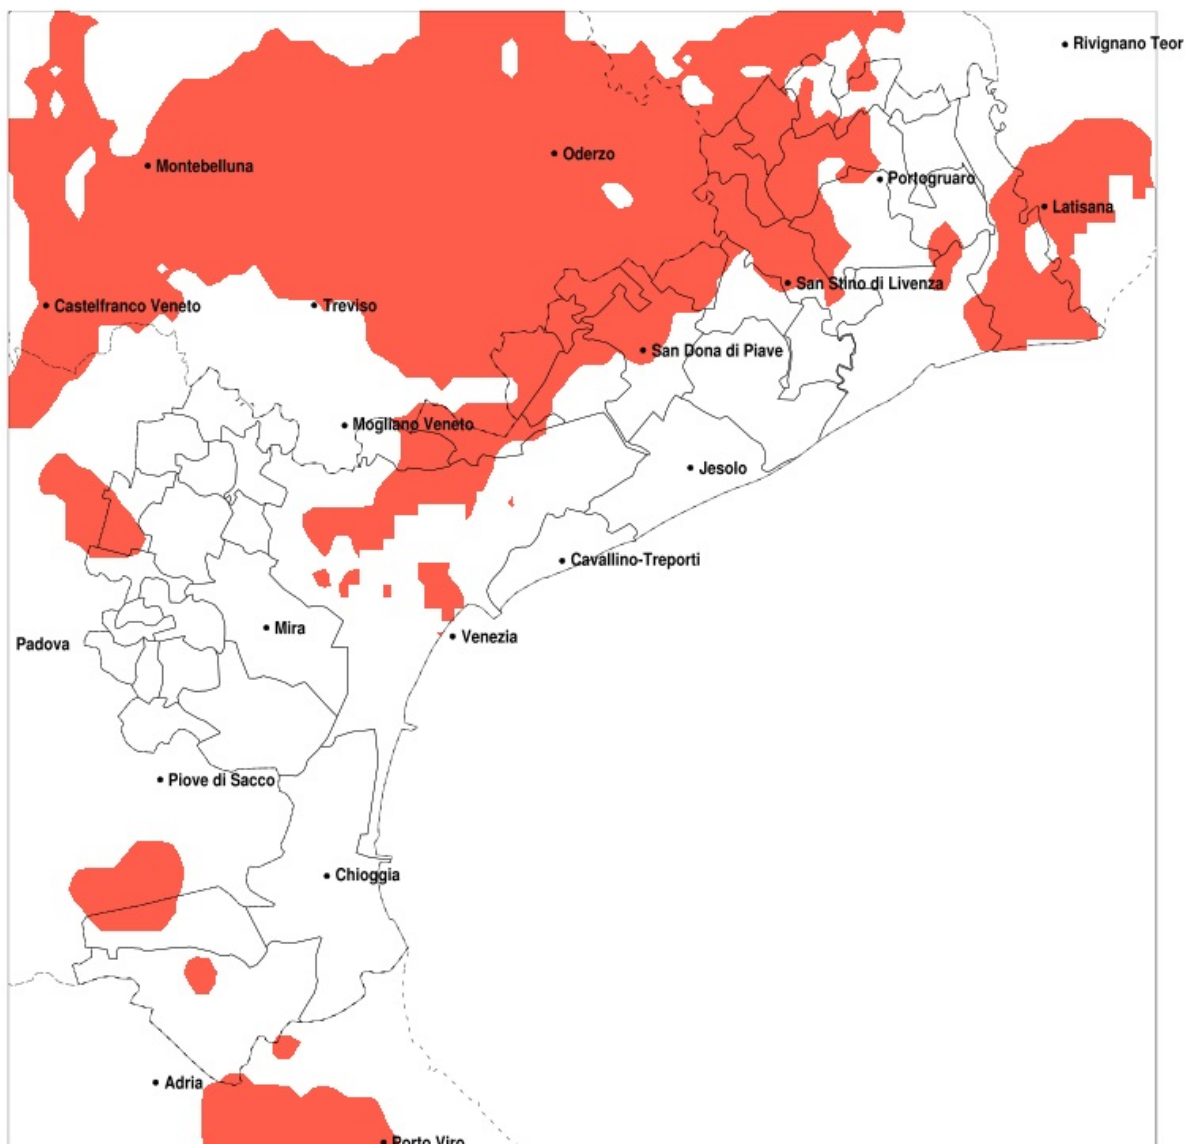 Rivignano Teor
Oderzo
Montebelluna
Portogruaro
Latisana
San Stino di Livenza
Castelfranco Veneto
Treviso
San Dona di Piave
Mogliano Veneto
Jesolo
Cavallino-Treporti
Mira
Venezia
Padova
Piove di Sacco
Chioggia
Adria
Porto Viro